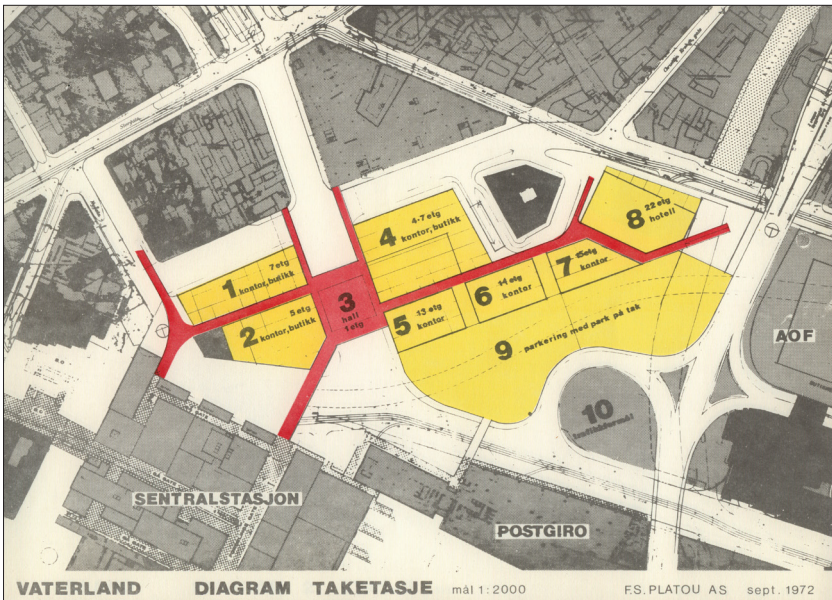 8
22 etg
hotell
4
4-7 etg
kontor, butikk
7
15 etg
kontor
1
7 etg
kontor, butikk
6
14 etg
kontor
3
hall
1 etg
5
13 etg
kontor
2
5 etg
kontor, butikk
9
parkering med park på tak
AOF
10
SENTRALSTASJON
POSTGIRO
VATERLAND DIAGRAM TAKETASJE mål 1:2000 F.S. PLATOU AS sept. 1972